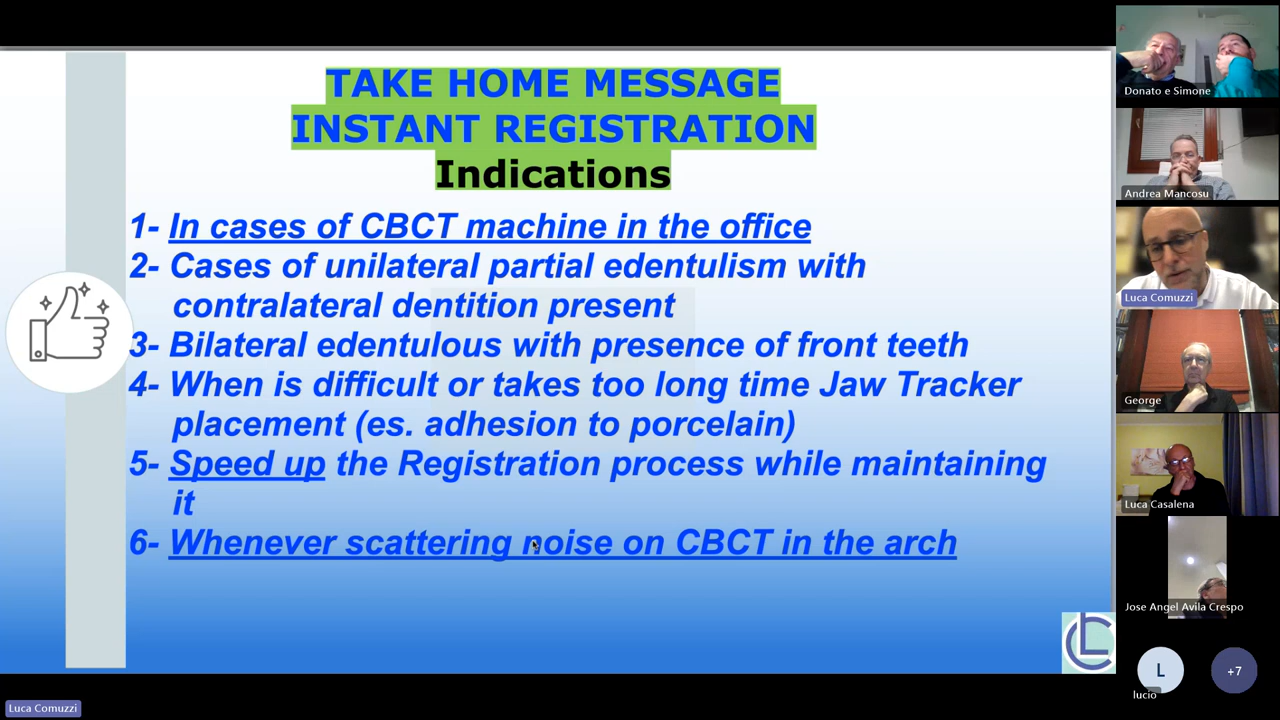 TAKE HOME MESSAGE
INSTANT REGISTRATION
Indications
1- In cases of CBCT machine in the office
2- Cases of unilateral partial edentulism with
contralateral dentition present
3- Bilateral edentulous with presence of front teeth
4- When is difficult or takes too long time Jaw Tracker
placement (es. adhesion to porcelain)
5- Speed up the Registration process while maintaining
it
6- Whenever scattering noise on CBCT in the arch
LC
Luca Comuzzi
Donato e Simone
Andrea Mancosu
Luca Comuzzi
George
Luca Casalena
Jose Angel Avila Crespo
L
lucio
+7